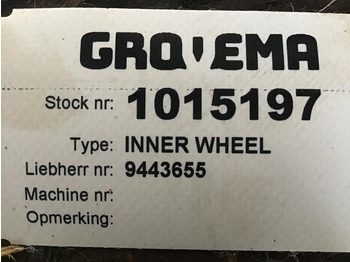 GROVEMA
Stock nr: 1015197
Type: INNER WHEEL
Liebherr nr: 9443655
Machine nr:
Opmerking: